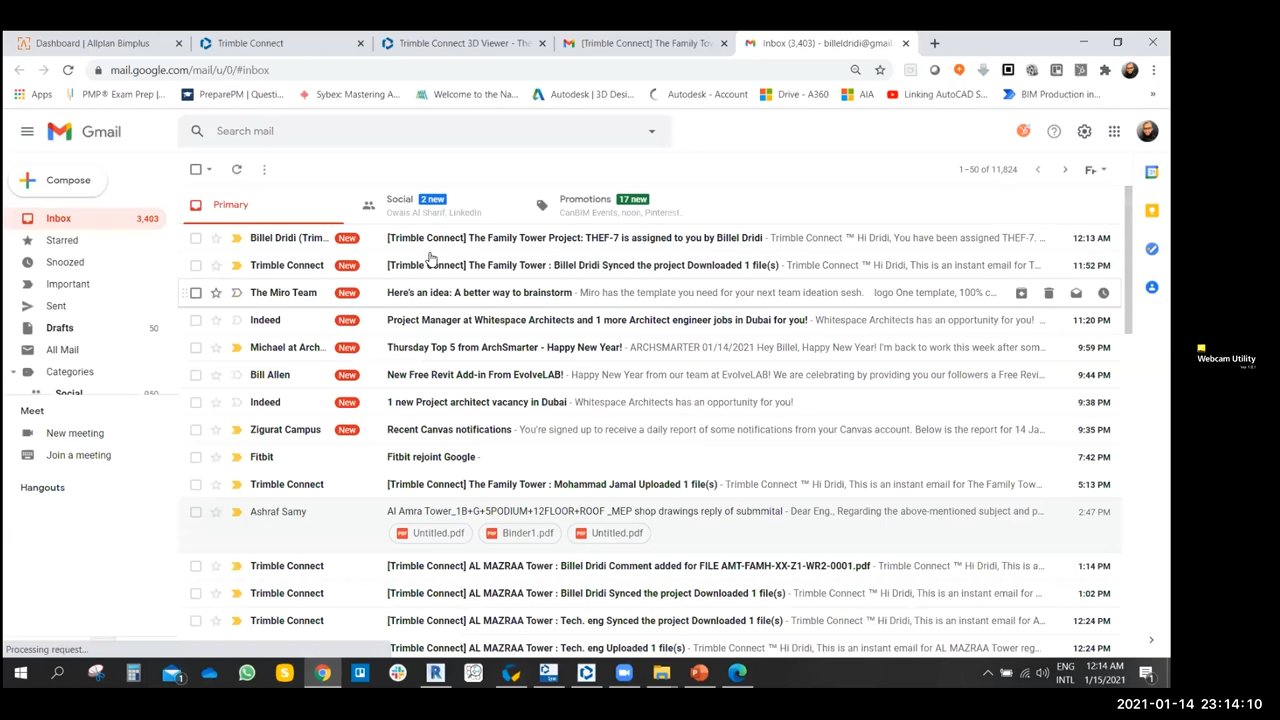 Dashboard | Allplan Bimplus
Trimble Connect
Trimble Connect 3D Viewer - The
[Trimble Connect] The Family Tow
Inbox (3,403) - billeldridi@gmail
mail.google.com/mail/u/0/#inbox
Apps
PMP® Exam Prep |...
PreparePM | Questi...
Sybex: Mastering A...
Welcome to the Na...
Autodesk | 3D Desi...
Autodesk - Account
Drive - A360
AIA
Linking AutoCAD S...
BIM Production in...
»
Gmail
Search mail
Compose
1–50 of 11,824
Fr
Inbox 3,403
Starred
Snoozed
Important
Sent
Drafts 50
All Mail
Categories
Social 950
Meet
New meeting
Join a meeting
Hangouts
Primary
Social 2 new
Owais Al Sharif, LinkedIn
Promotions 17 new
CanBIM Events, noon, Pinterest.
Billel Dridi (Trim... New [Trimble Connect] The Family Tower Project: THEF-7 is assigned to you by Billel Dridi - Trimble Connect ™ Hi Dridi, You have been assigned THEF-7. ... 12:13 AM
Trimble Connect New [Trimble Connect] The Family Tower : Billel Dridi Synced the project Downloaded 1 file(s) - Trimble Connect ™ Hi Dridi, This is an instant email for T... 11:52 PM
The Miro Team New Here's an idea: A better way to brainstorm - Miro has the template you need for your next team ideation sesh. logo One template, 100% c...
Indeed New Project Manager at Whitespace Architects and 1 more Architect engineer jobs in Dubai for you! - Whitespace Architects has an opportunity for you! ... 11:20 PM
Michael at Arch... New Thursday Top 5 from ArchSmarter - Happy New Year! - ARCHSMARTER 01/14/2021 Hey Billel, Happy New Year! I'm back to work this week after som... 9:59 PM
Bill Allen New New Free Revit Add-in From EvolveLAB! - Happy New Year from our team at EvolveLAB! We are celebrating by providing you our followers a Free Revi... 9:44 PM
Indeed New 1 new Project architect vacancy in Dubai - Whitespace Architects has an opportunity for you! 9:38 PM
Zigurat Campus New Recent Canvas notifications - You're signed up to receive a daily report of some notifications from your Canvas account. Below is the report for 14 Ja... 9:35 PM
Fitbit Fitbit rejoint Google - 7:42 PM
Trimble Connect [Trimble Connect] The Family Tower : Mohammad Jamal Uploaded 1 file(s) - Trimble Connect ™ Hi Dridi, This is an instant email for The Family Tow... 5:13 PM
Ashraf Samy Al Amra Tower_1B+G+5PODIUM+12FLOOR+ROOF _MEP shop drawings reply of submmital - Dear Eng., Regarding the above-mentioned subject and p... 2:47 PM
Untitled.pdf Binder1.pdf Untitled.pdf
Trimble Connect [Trimble Connect] AL MAZRAA Tower : Billel Dridi Comment added for FILE AMT-FAMH-XX-Z1-WR2-0001.pdf - Trimble Connect ™ Hi Dridi, This is an ... 1:14 PM
Trimble Connect [Trimble Connect] AL MAZRAA Tower : Billel Dridi Synced the project Downloaded 1 file(s) - Trimble Connect ™ Hi Dridi, This is an instant email for A... 1:02 PM
Trimble Connect [Trimble Connect] AL MAZRAA Tower : Tech. eng Synced the project Downloaded 1 file(s) - Trimble Connect ™ Hi Dridi, This is an instant email for A... 12:24 PM
Trimble Connect [Trimble Connect] AL MAZRAA Tower : Tech. eng Uploaded 1 file(s) - Trimble Connect ™ Hi Dridi, This is an instant email for AL MAZRAA Tower reg... 12:24 PM
Processing request...
ENG
INTL
12:14 AM
1/15/2021
Webcam Utility
2021-01-14 23:14:10